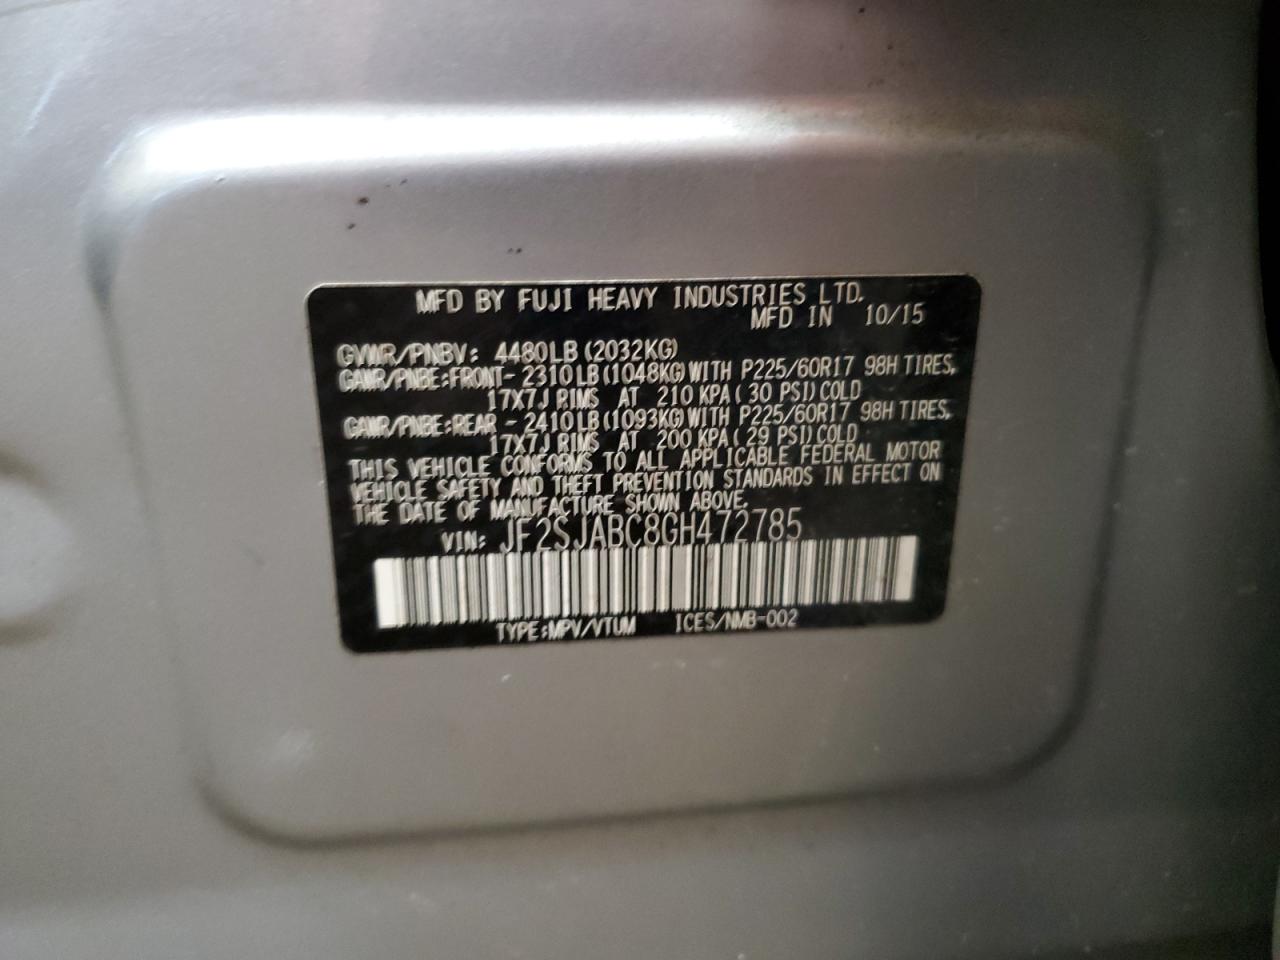 MFD BY FUJI HEAVY INDUSTRIES LTD.
MFD IN 10/15
GVWR/PNBV: 4480LB (2032KG)
GAWR/PNBE:FRONT- 2310LB(1048KG)WITH P225/60R17 98H TIRES,
17X7J RIMS AT 210 KPA( 30 PSI)COLD
GAWR/PNBE:REAR - 2410LB(1093KG)WITH P225/60R17 98H TIRES,
17X7J RIMS AT 200 KPA( 29 PSI)COLD
THIS VEHICLE CONFORMS TO ALL APPLICABLE FEDERAL MOTOR
VEHICLE SAFETY AND THEFT PREVENTION STANDARDS IN EFFECT ON
THE DATE OF MANUFACTURE SHOWN ABOVE.
VIN: JF2SJABC8GH472785
TYPE:MPV/VTUM ICES/NMB-002